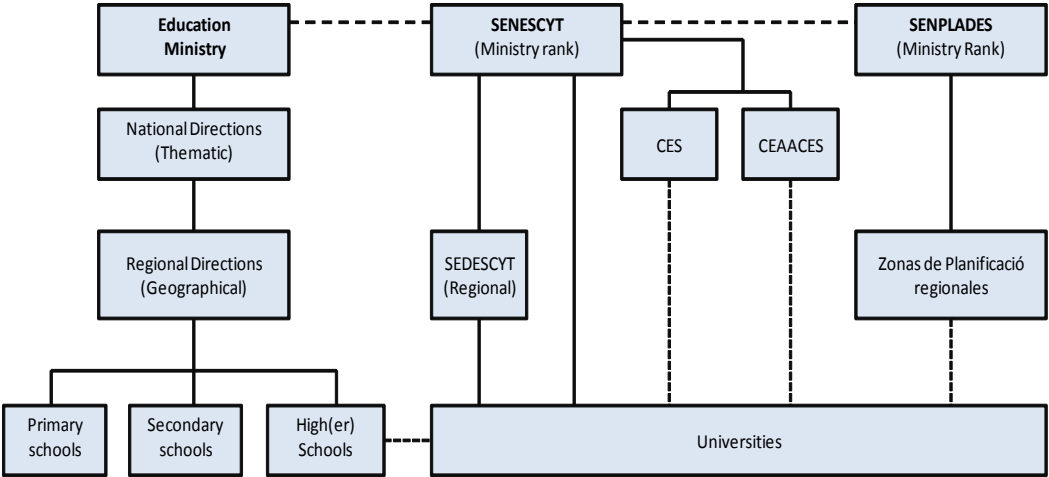 Education
Ministry
SENESCYT
(Ministry rank)
SENPLADES
(Ministry Rank)
National Directions
(Thematic)
CES
CEAACES
Regional Directions
(Geographical)
SEDESCYT
(Regional)
Zonas de Planificació
regionales
Primary
schools
Secondary
schools
High(er)
Schools
Universities